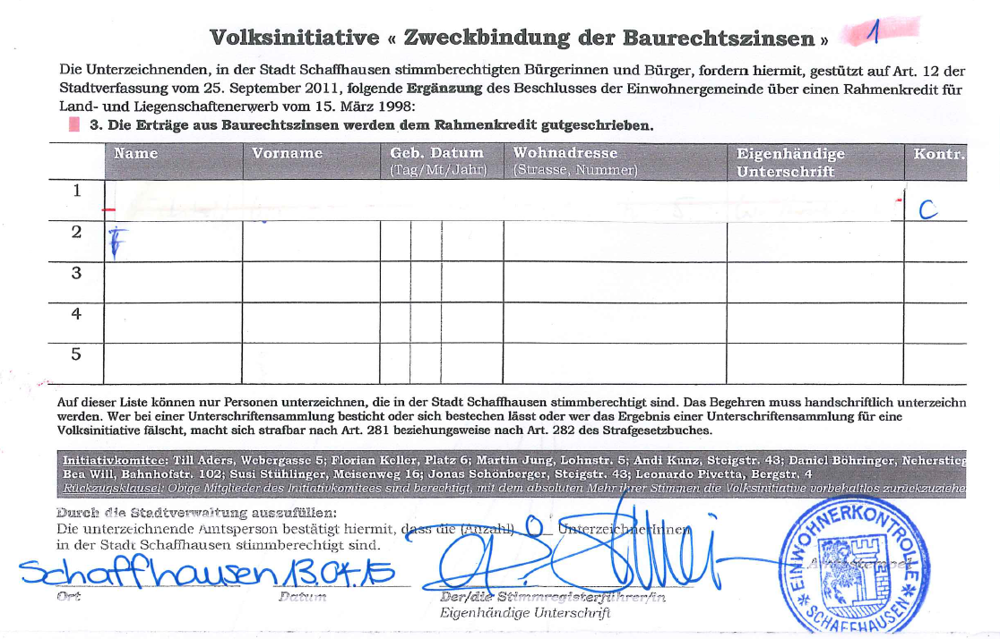 Volksinitiative « Zweckbindung der Baurechtszinsen » 1
Die Unterzeichnenden, in der Stadt Schaffhausen stimmberechtigten Bürgerinnen und Bürger, fordern hiermit, gestützt auf Art. 12 der
Stadtverfassung vom 25. September 2011, folgende Ergänzung des Beschlusses der Einwohnergemeinde über einen Rahmenkredit für
Land- und Liegenschaftenerwerb vom 15. März 1998:
3. Die Erträge aus Baurechtszinsen werden dem Rahmenkredit gutgeschrieben.
Name Vorname Geb. Datum Wohnadresse Eigenhändige Kontr.
(Tag/Mt/Jahr) (Strasse, Nummer) Unterschrift
1
2
3
4
5
Auf dieser Liste können nur Personen unterzeichnen, die in der Stadt Schaffhausen stimmberechtigt sind. Das Begehren muss handschriftlich unterzeichn
werden. Wer bei einer Unterschriftensammlung besticht oder sich bestechen lässt oder wer das Ergebnis einer Unterschriftensammlung für eine
Volksinitiative fälscht, macht sich strafbar nach Art. 281 beziehungsweise nach Art. 282 des Strafgesetzbuches.
Initiativkomitee: Till Aders, Webergasse 5; Florian Keller, Platz 6; Martin Jung, Lohnstr. 5; Andi Kunz, Steigstr. 43; Daniel Böhringer, Neherstieg
Bea Will, Bahnhofstr. 102; Susi Stühlinger, Meisenweg 16; Jonas Schönberger, Steigstr. 43; Leonardo Pivetta, Bergstr. 4
Rückzugsklausel: Obige Mitglieder des Initiativkomitees sind berechtigt, mit dem absoluten Mehr ihrer Stimmen die Volksinitiative vorbehaltlos zurückzuziehe
Durch die Stadtverwaltung auszufüllen:
Die unterzeichnende Amtsperson bestätigt hiermit, dass die (Anzahl) 0 UnterzeichnerInnen
in der Stadt Schaffhausen stimmberechtigt sind.
Schaffhausen 13.04.15
Amtsstempel
Ort Datum Der/die Stimmregisterführer/in
Eigenhändige Unterschrift
EINWOHNERKONTROLLE
SCHAFFHAUSEN